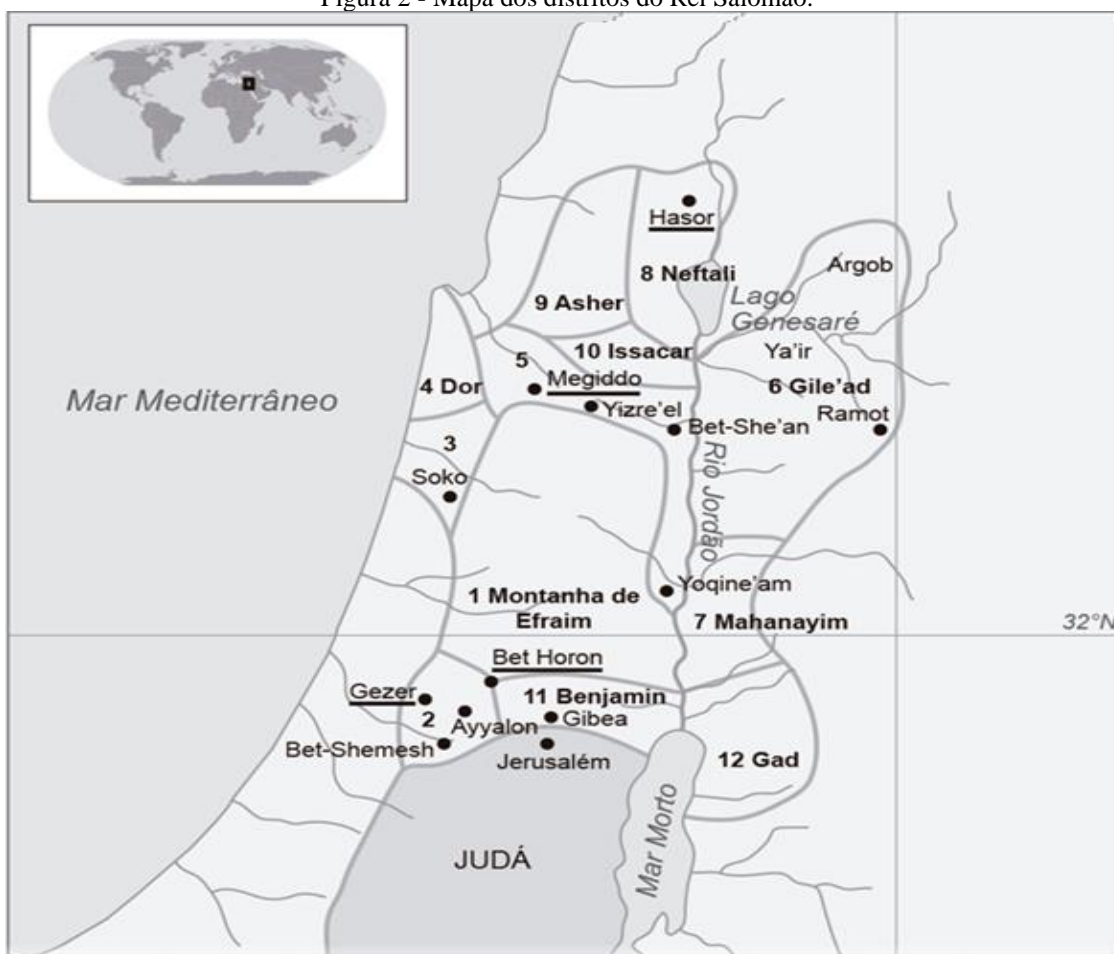 Figura 2 - Mapa dos distritos do Rei Salomão.
Hasor
8 Neftali
Argob
9 Asher
Lago
Genesaré
10 Issacar
Ya'ir
5
4 Dor
Megiddo
6 Gile'ad
Mar Mediterrâneo
Yizre'el
Ramot
Bet-She'an
3
Rio Jordão
Soko
Yoqine'am
1 Montanha de
Efraim
7 Mahanayim
32°N
Bet Horon
Gezer
11 Benjamin
2
Ayyalon
Gibea
Bet-Shemesh
Jerusalém
12 Gad
Mar Morto
JUDÁ